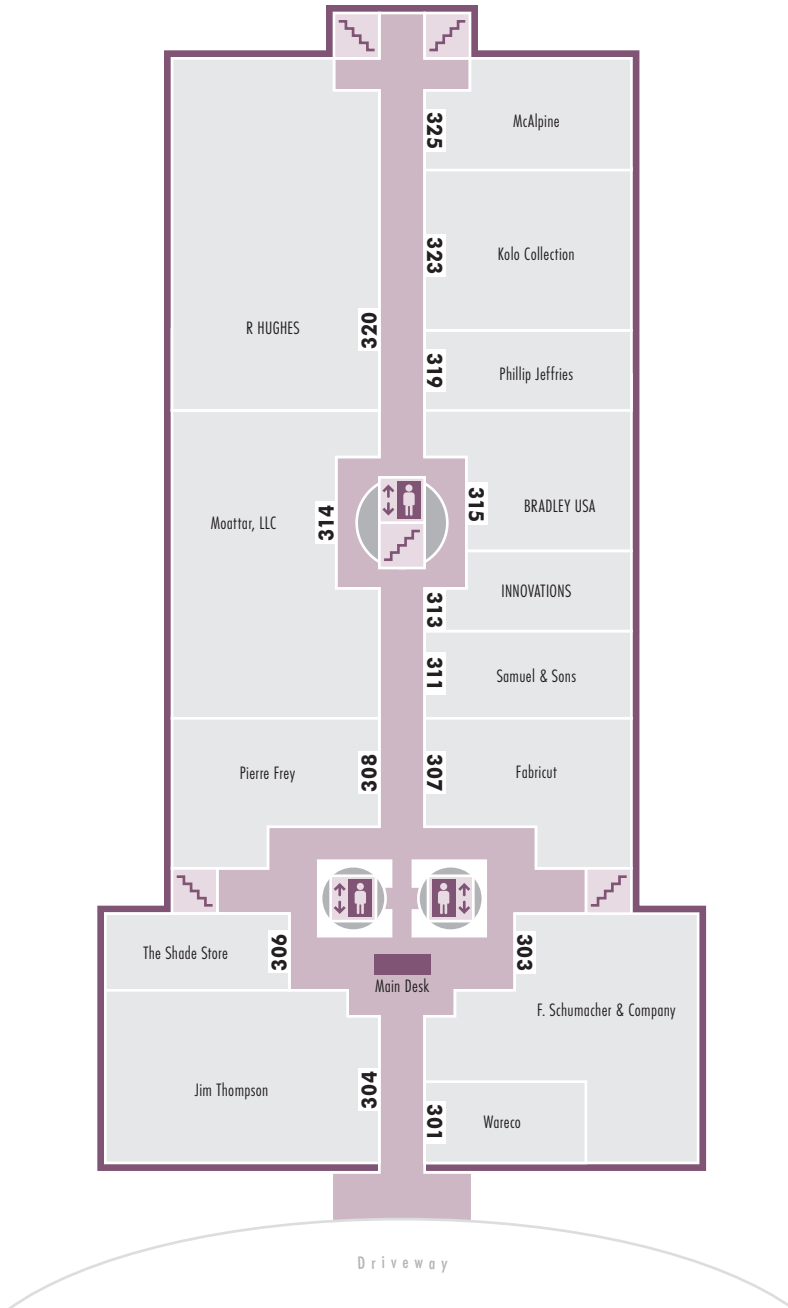 325
McAlpine
323
Kolo Collection
R HUGHES
320
319
Phillip Jeffries
314
Moattar, LLC
315
BRADLEY USA
313
INNOVATIONS
311
Samuel & Sons
Pierre Frey
308
307
Fabricut
The Shade Store
306
303
Main Desk
F. Schumacher & Company
Jim Thompson
304
301
Wareco
Driveway